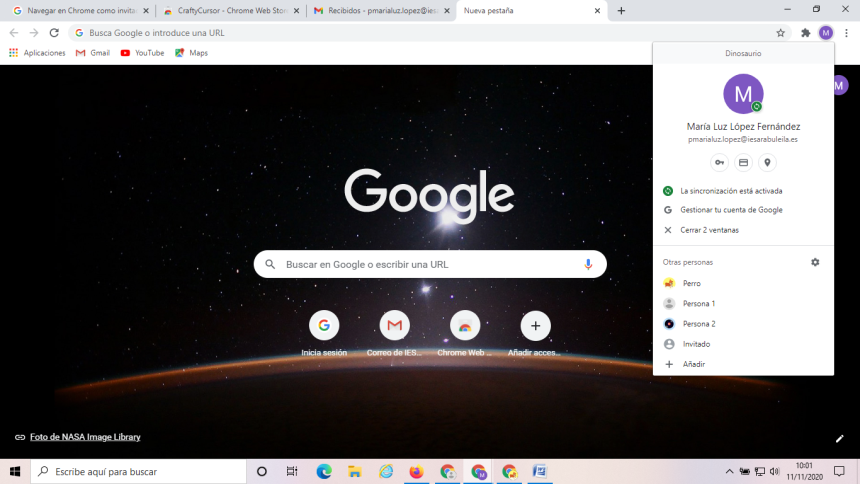 Navegar en Chrome como invitad
CraftyCursor - Chrome Web Stor
Recibidos - pmarialuz.lopez@iesa
Nueva pestaña
Busca Google o introduce una URL
Aplicaciones
Gmail
YouTube
Maps
Dinosaurio
M
M
María Luz López Fernández
pmarialuz.lopez@iesarabuleila.es
La sincronización está activada
Gestionar tu cuenta de Google
Cerrar 2 ventanas
Otras personas
Perro
Persona 1
Persona 2
Invitado
Añadir
Google
Buscar en Google o escribir una URL
Inicia sesión
Correo de IES...
Chrome Web ...
Añadir acces...
Foto de NASA Image Library
Escribe aquí para buscar
10:01
11/11/2020